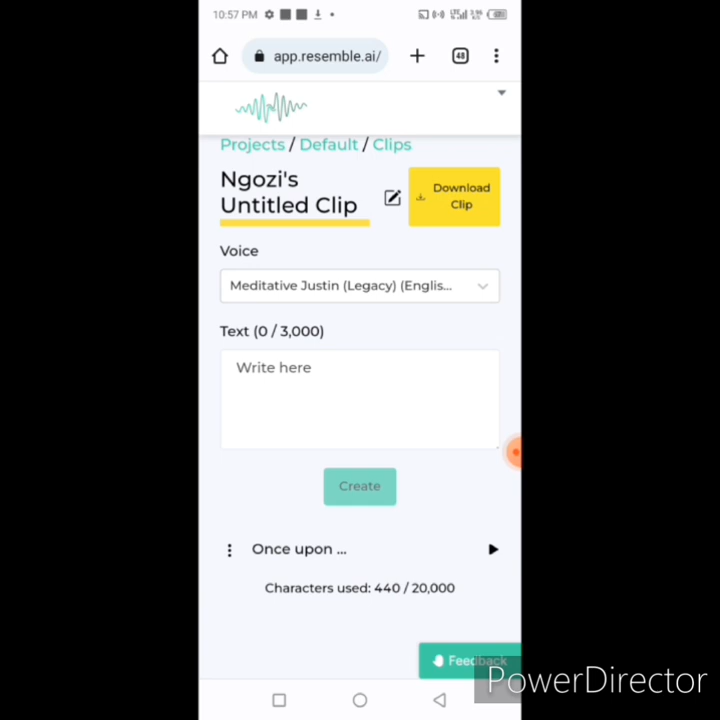 10:57 PM
48
app.resemble.ai/
Projects / Default / Clips
Ngozi's
Untitled Clip
Download
Clip
Voice
Meditative Justin (Legacy) (Englis...
Text (0 / 3,000)
Write here
Create
Once upon ...
Characters used: 440 / 20,000
Feedback
PowerDirector